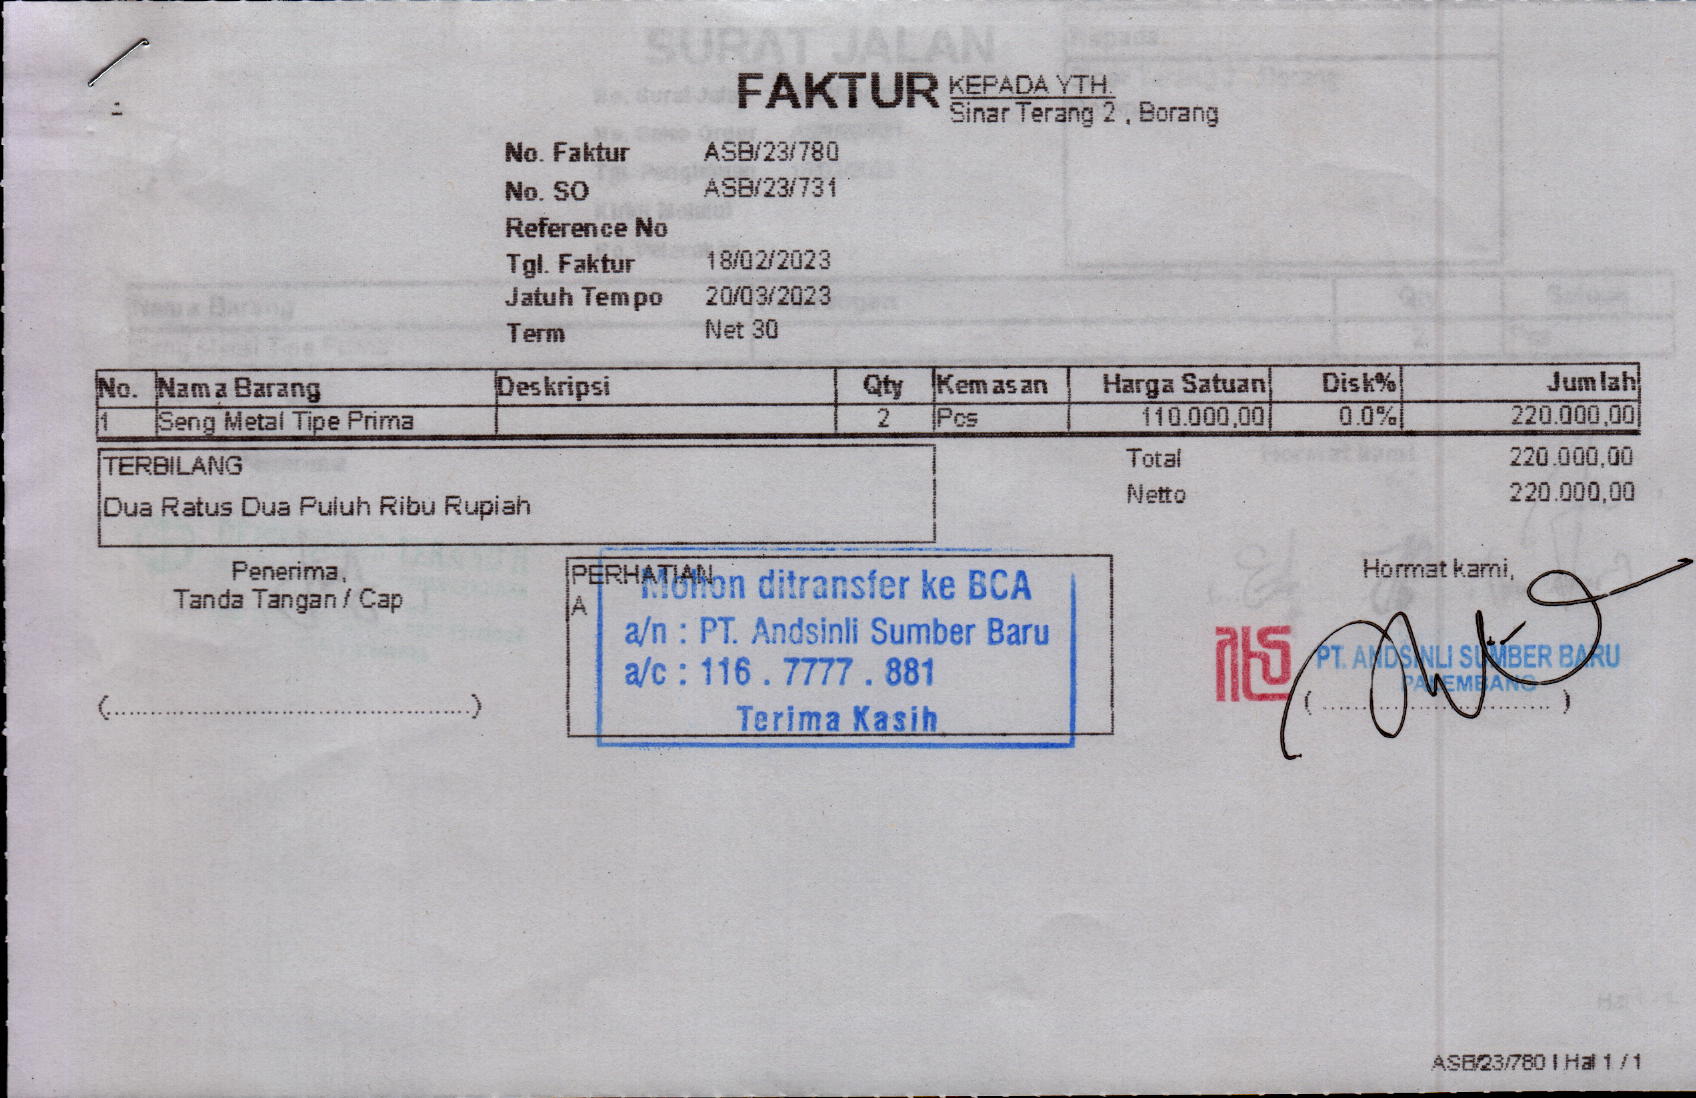 SURAT JALAN
FAKTUR
KEPADA YTH.
Sinar Terang 2 , Borang
No. Faktur ASB/23/780
No. SO ASB/23/731
Reference No
Tgl. Faktur 18/02/2023
Jatuh Tempo 20/03/2023
Term Net 30
No. Nama Barang Deskripsi Qty Kemasan Harga Satuan Disk% Jumlah
1 Seng Metal Tipe Prima 2 Pcs 110.000,00 0.0% 220.000,00
TERBILANG
Dua Ratus Dua Puluh Ribu Rupiah
Total 220.000,00
Netto 220.000,00
Penerima,
Tanda Tangan / Cap
(........................................................)
PERHATIAN
A
Mohon ditransfer ke BCA
a/n : PT. Andsinli Sumber Baru
a/c : 116 . 7777 . 881
Terima Kasih
Hormat kami,
PT. ANDSINLI SUMBER BARU
PALEMBANG
( ................................... )
ASB/23/780 | Hal 1 / 1